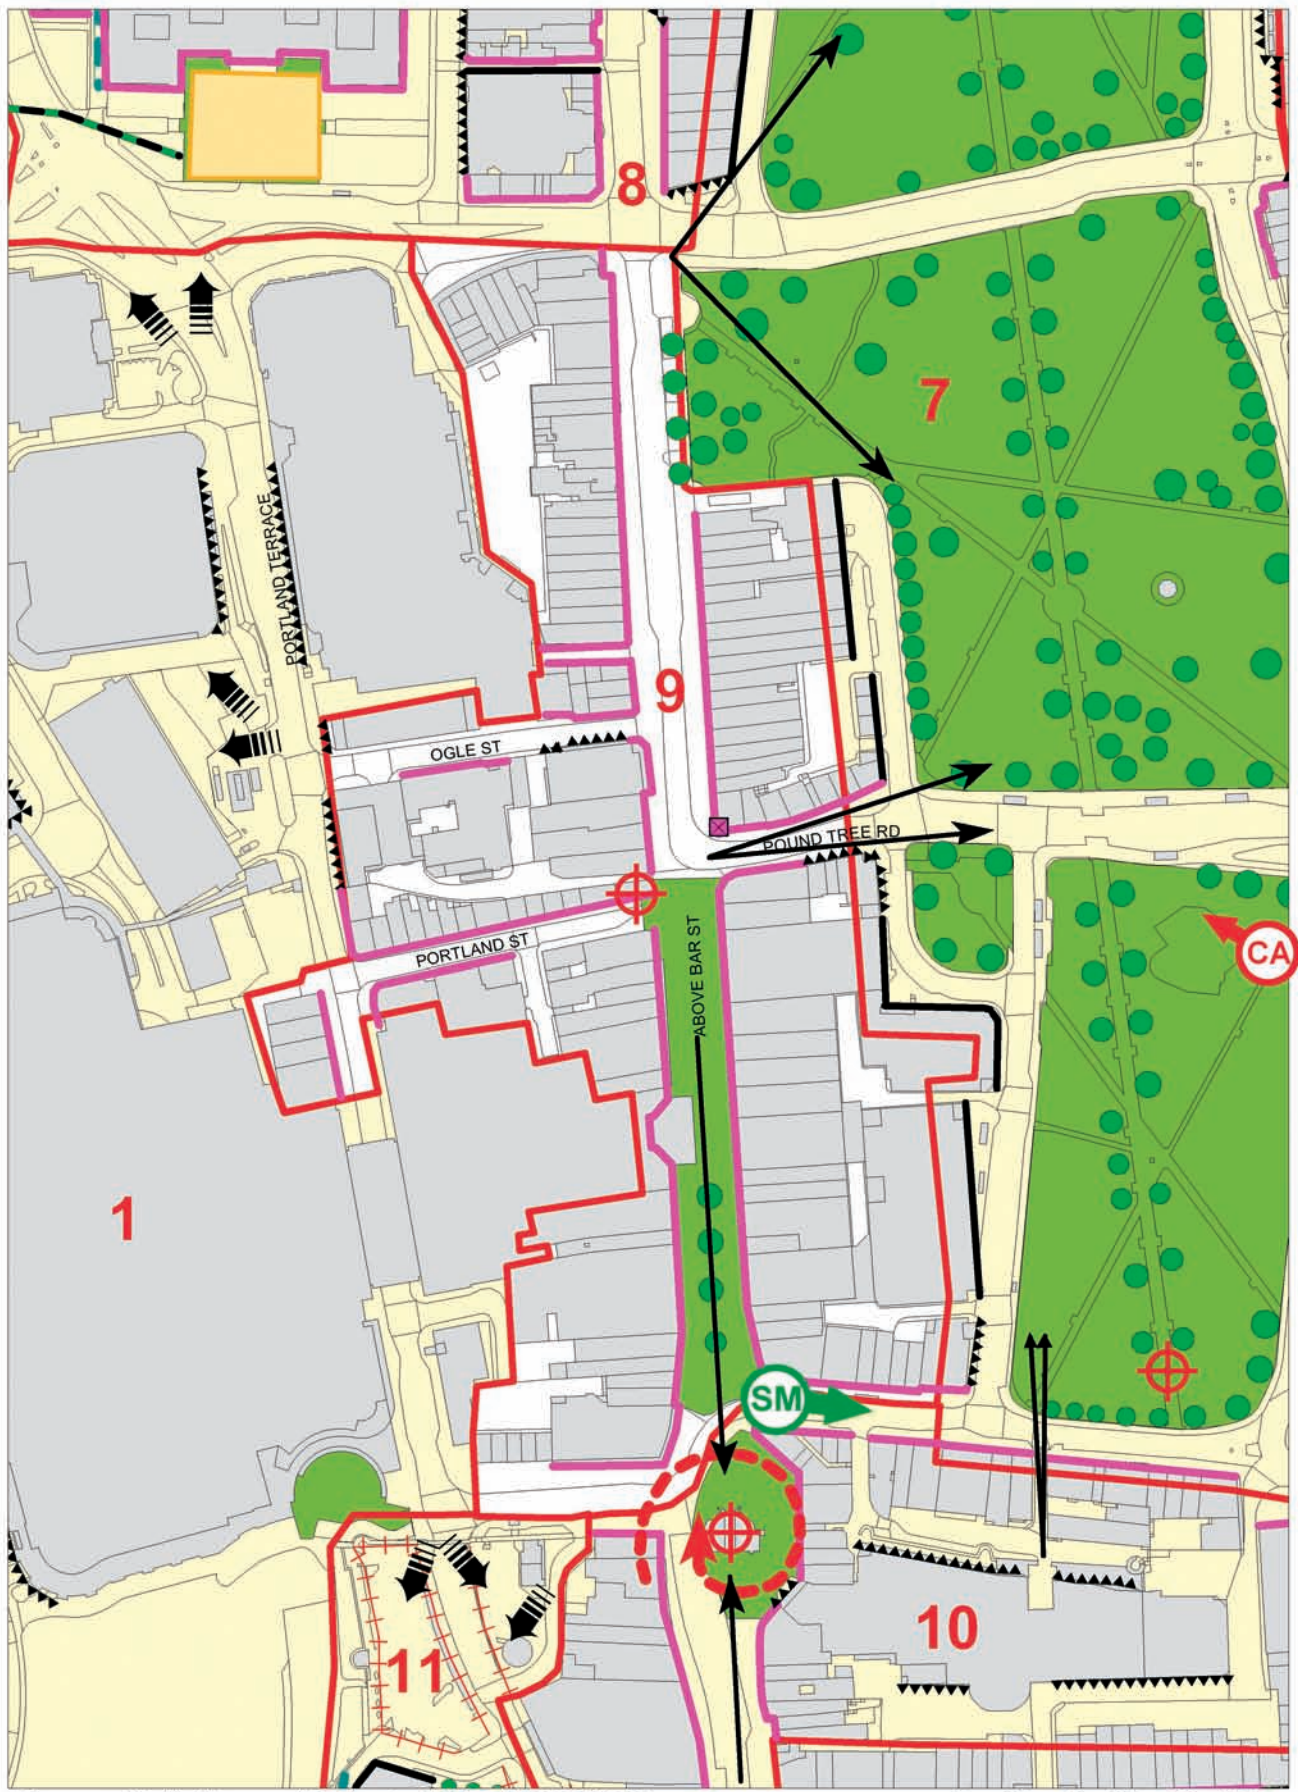 8
7
PORTLAND TERRACE
9
OGLE ST
POUND TREE RD
PORTLAND ST
ABOVE BAR ST
CA
1
SM
10
11